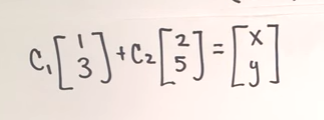 C₁[1 3] + C₂[2 5] = [x y]